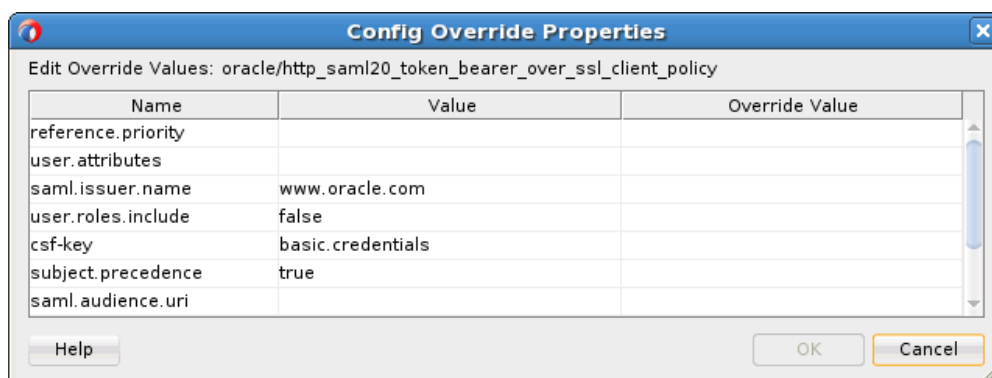 Config Override Properties
Edit Override Values: oracle/http_saml20_token_bearer_over_ssl_client_policy
Name Value Override Value
reference.priority
user.attributes
saml.issuer.name www.oracle.com
user.roles.include false
csf-key basic.credentials
subject.precedence true
saml.audience.uri
Help OK Cancel